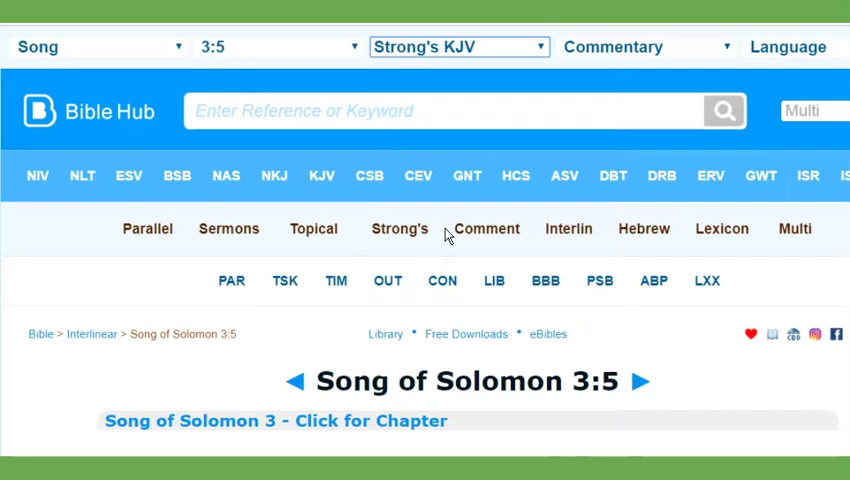 Song 3:5 Strong's KJV Commentary Language
Bible Hub Enter Reference or Keyword Multi
NIV NLT ESV BSB NAS NKJ KJV CSB CEV GNT HCS ASV DBT DRB ERV GWT ISR
Parallel Sermons Topical Strong's Comment Interlin Hebrew Lexicon Multi
PAR TSK TIM OUT CON LIB BBB PSB ABP LXX
Bible > Interlinear > Song of Solomon 3:5 Library • Free Downloads • eBibles
◄ Song of Solomon 3:5 ►
Song of Solomon 3 - Click for Chapter